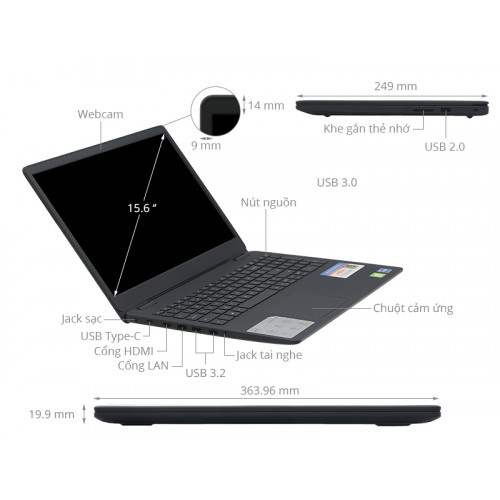 249 mm
Webcam
14 mm
9 mm
Khe gắn thẻ nhớ
USB 2.0
USB 3.0
15.6 “
Nút nguồn
Chuột cảm ứng
Jack sạc
USB Type-C
Cổng HDMI
Cổng LAN
USB 3.2
Jack tai nghe
363.96 mm
19.9 mm